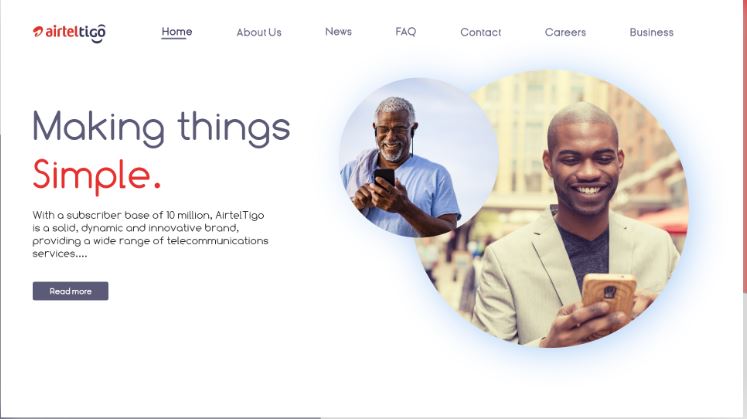 airteltigo
Home
About Us
News
FAQ
Contact
Careers
Business
Making things
Simple.
With a subscriber base of 10 million, AirtelTigo
is a solid, dynamic and innovative brand,
providing a wide range of telecommunications
services....
Read more